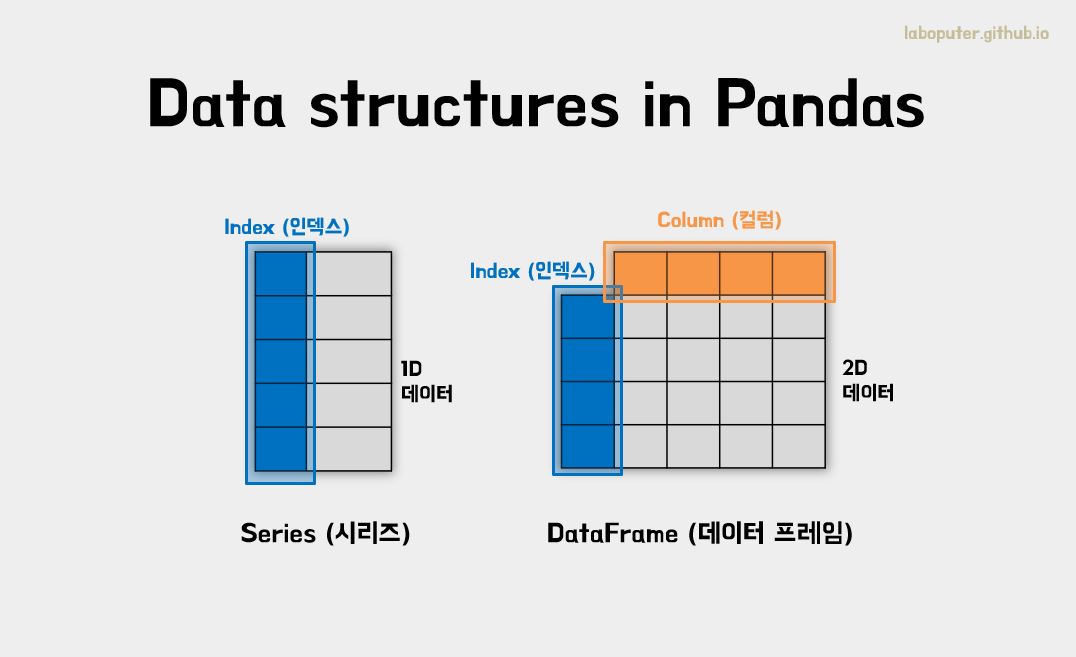 laboputer.github.io
Data structures in Pandas
Index (인덱스)
1D
데이터
Series (시리즈)
Column (컬럼)
Index (인덱스)
2D
데이터
DataFrame (데이터 프레임)